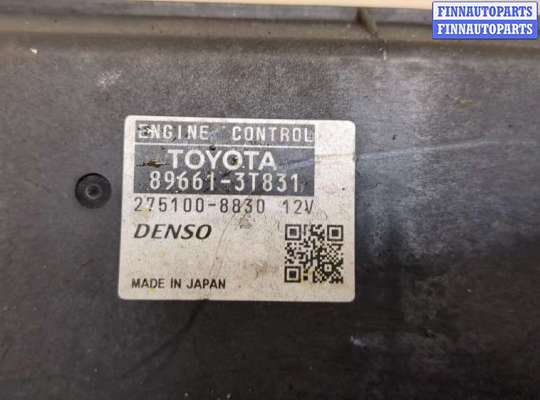 FINNAUTOPARTS
FINNAUTOPARTS
ENGINE CONTROL
TOYOTA
89661-3T831
275100-8830 12V
DENSO
MADE IN JAPAN